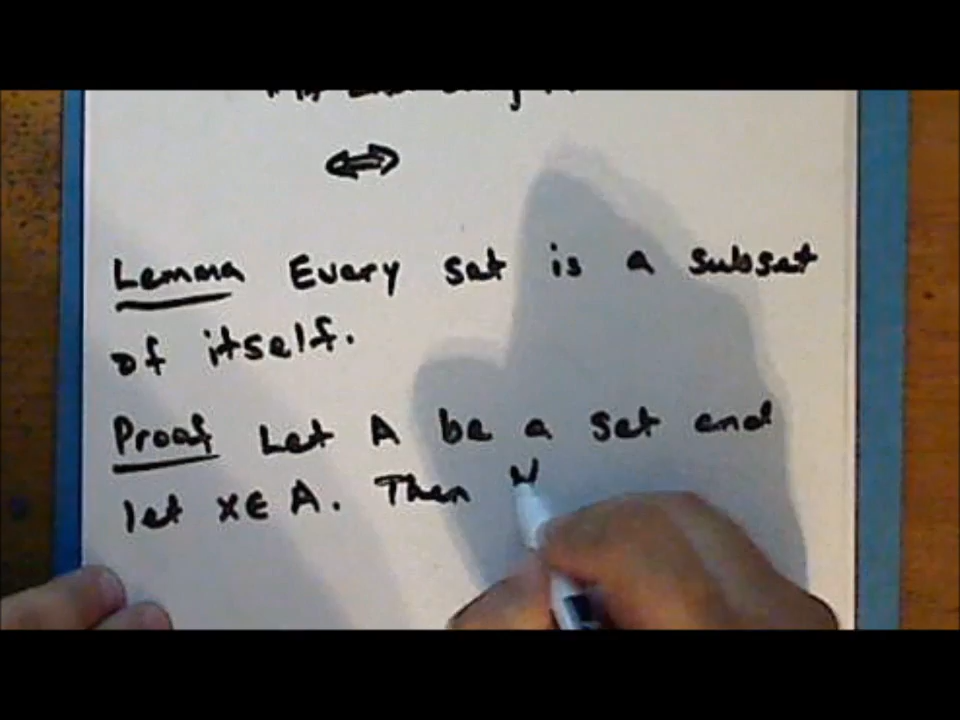 ⇔
Lemma Every set is a subset
of itself.
Proof Let A be a set and
let x∈A. Then